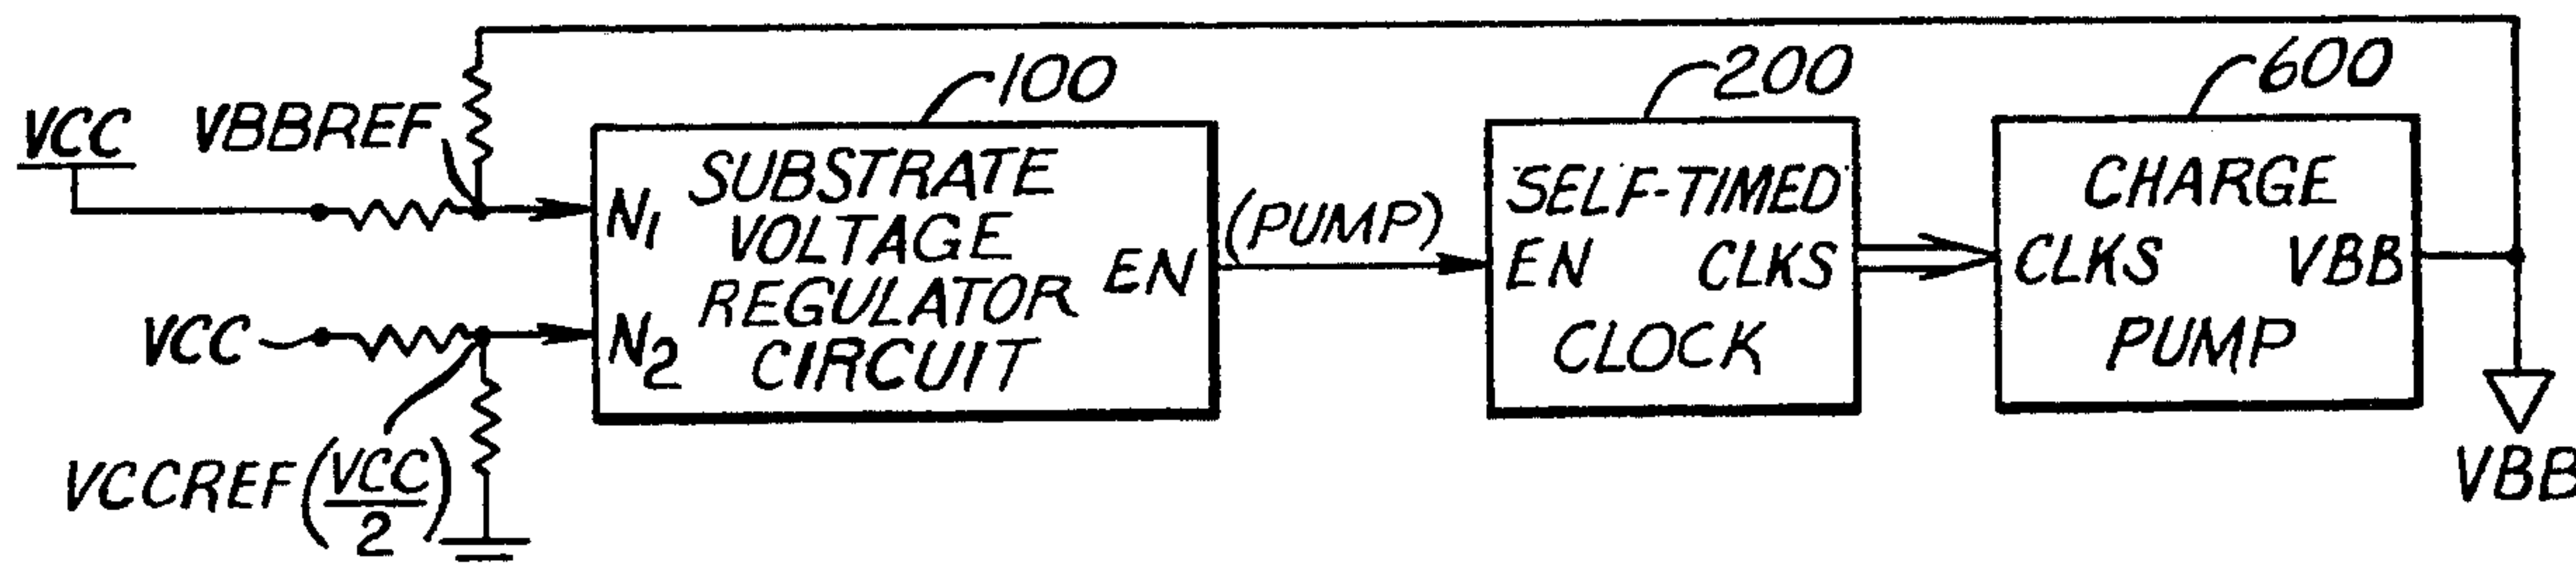 100
200
600
VCC
VBBREF
N1
SUBSTRATE
VOLTAGE
REGULATOR
CIRCUIT
EN
(PUMP)
SELF-TIMED
EN CLKS
CLOCK
CHARGE
CLKS VBB
PUMP
VCC
N2
VCCREF(VCC/2)
VBB